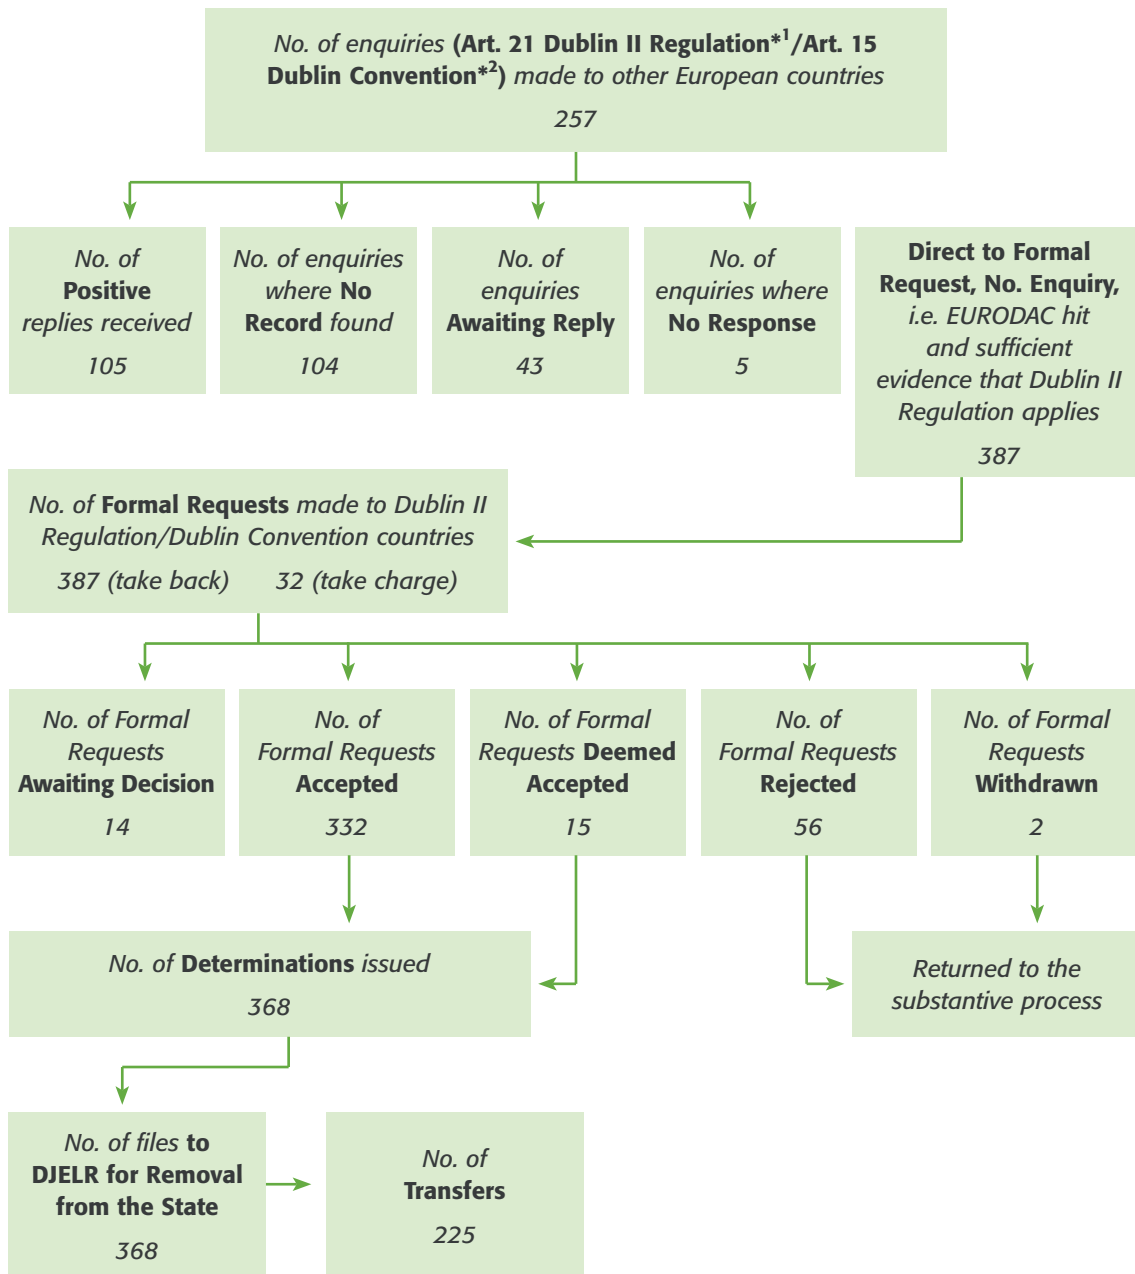 No. of enquiries (Art. 21 Dublin II Regulation*1/Art. 15
Dublin Convention*2) made to other European countries
257
No. of
Positive
replies received
105
No. of enquiries
where No
Record found
104
No. of
enquiries
Awaiting Reply
43
No. of
enquiries where
No Response
5
Direct to Formal
Request, No. Enquiry,
i.e. EURODAC hit
and sufficient
evidence that Dublin II
Regulation applies
387
No. of Formal Requests made to Dublin II
Regulation/Dublin Convention countries
387 (take back) 32 (take charge)
No. of Formal
Requests
Awaiting Decision
14
No. of
Formal Requests
Accepted
332
No. of Formal
Requests Deemed
Accepted
15
No. of
Formal Requests
Rejected
56
No. of Formal
Requests
Withdrawn
2
No. of Determinations issued
368
Returned to the
substantive process
No. of files to
DJELR for Removal
from the State
368
No. of
Transfers
225